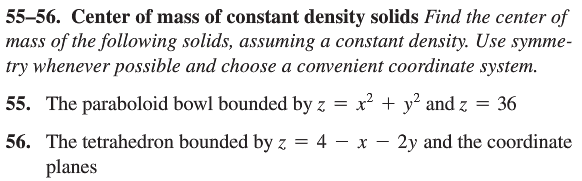 55–56. Center of mass of constant density solids Find the center of
mass of the following solids, assuming a constant density. Use symme-
try whenever possible and choose a convenient coordinate system.
55. The paraboloid bowl bounded by z = x² + y² and z = 36
56. The tetrahedron bounded by z = 4 − x − 2y and the coordinate
planes